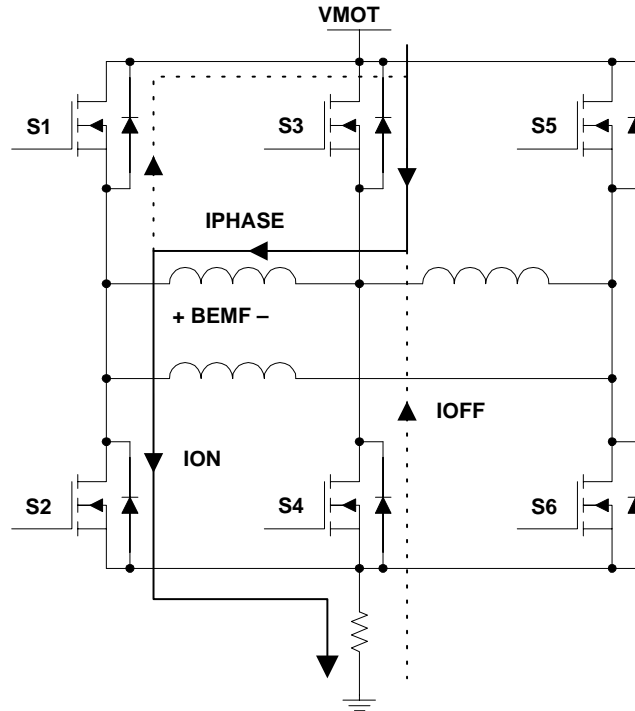 VMOT
S1
S3
S5
IPHASE
+ BEMF –
IOFF
ION
S2
S4
S6